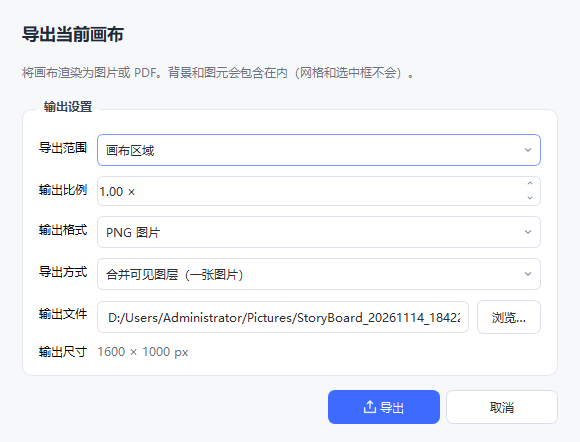 导出当前画布
将画布渲染为图片或 PDF。背景和图元会包含在内（网格和选中框不会）。
输出设置
导出范围 画布区域
输出比例 1.00 ×
输出格式 PNG 图片
导出方式 合并可见图层（一张图片）
输出文件 D:/Users/Administrator/Pictures/StoryBoard_20261114_18422 浏览...
输出尺寸 1600 × 1000 px
导出 取消